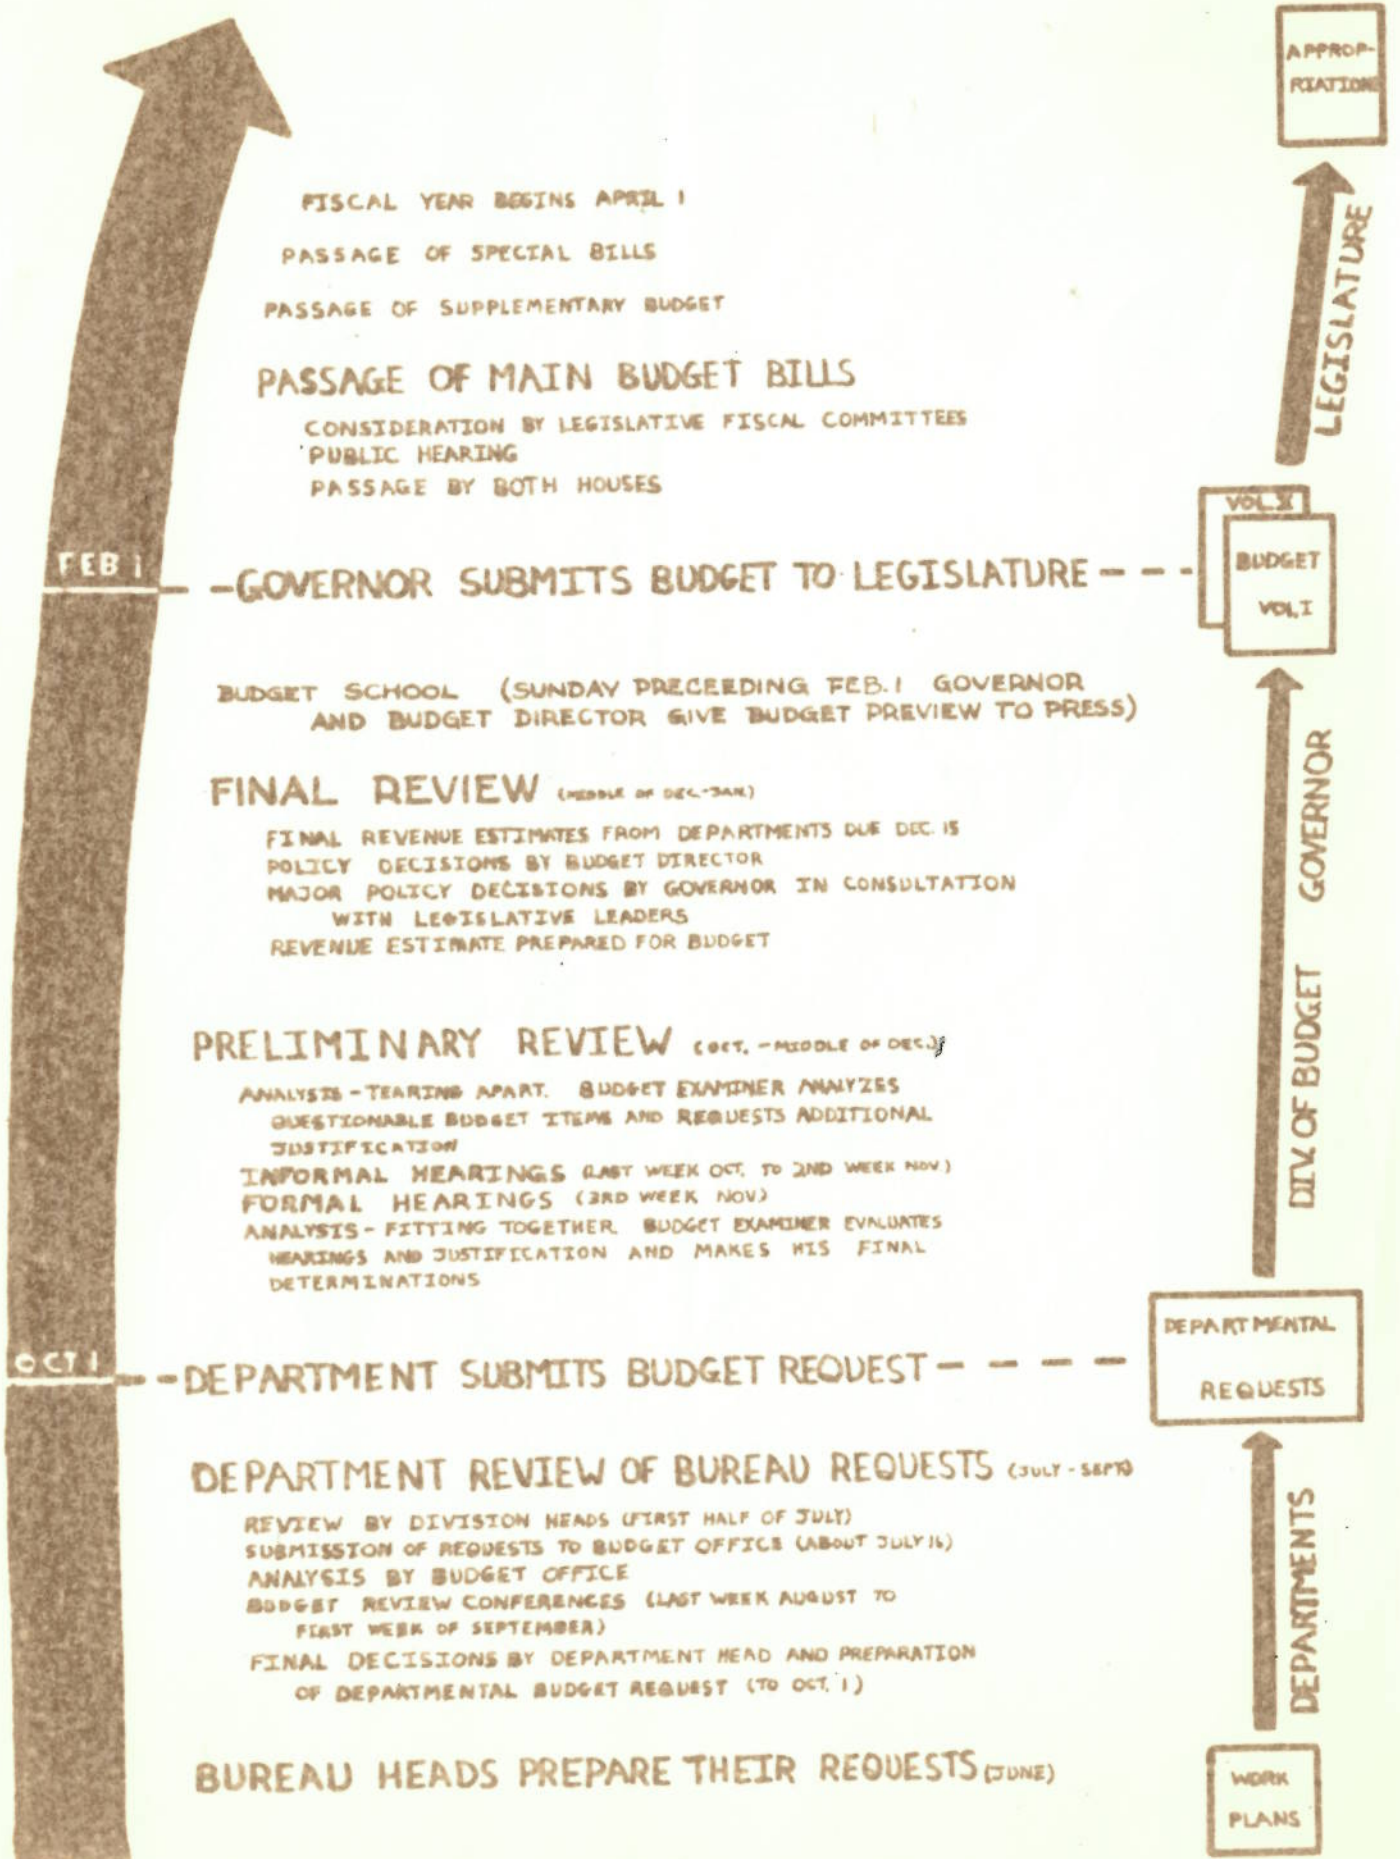 APPROP-
RIATIONS
FISCAL YEAR BEGINS APRIL 1
PASSAGE OF SPECIAL BILLS
PASSAGE OF SUPPLEMENTARY BUDGET
LEGISLATURE
PASSAGE OF MAIN BUDGET BILLS
CONSIDERATION BY LEGISLATIVE FISCAL COMMITTEES
PUBLIC HEARING
PASSAGE BY BOTH HOUSES
VOL. II
BUDGET
VOL. I
FEB 1
GOVERNOR SUBMITS BUDGET TO LEGISLATURE
BUDGET SCHOOL (SUNDAY PRECEEDING FEB. 1 GOVERNOR
AND BUDGET DIRECTOR GIVE BUDGET PREVIEW TO PRESS)
GOVERNOR
FINAL REVIEW (MIDDLE OF DEC.-JAN.)
FINAL REVENUE ESTIMATES FROM DEPARTMENTS DUE DEC. 15
POLICY DECISIONS BY BUDGET DIRECTOR
MAJOR POLICY DECISIONS BY GOVERNOR IN CONSULTATION
WITH LEGISLATIVE LEADERS
REVENUE ESTIMATE PREPARED FOR BUDGET
DIV. OF BUDGET
PRELIMINARY REVIEW (OCT. - MIDDLE OF DEC.)
ANALYSIS - TEARING APART. BUDGET EXAMINER ANALYZES
QUESTIONABLE BUDGET ITEMS AND REQUESTS ADDITIONAL
JUSTIFICATION
INFORMAL HEARINGS (LAST WEEK OCT. TO 2ND WEEK NOV.)
FORMAL HEARINGS (3RD WEEK NOV.)
ANALYSIS - FITTING TOGETHER. BUDGET EXAMINER EVALUATES
HEARINGS AND JUSTIFICATION AND MAKES HIS FINAL
DETERMINATIONS
DEPARTMENTAL
REQUESTS
OCT 1
DEPARTMENT SUBMITS BUDGET REQUEST
DEPARTMENT REVIEW OF BUREAU REQUESTS (JULY - SEPT.)
REVIEW BY DIVISION HEADS (FIRST HALF OF JULY)
SUBMISSION OF REQUESTS TO BUDGET OFFICE (ABOUT JULY 16)
ANALYSIS BY BUDGET OFFICE
BUDGET REVIEW CONFERENCES (LAST WEEK AUGUST TO
FIRST WEEK OF SEPTEMBER)
FINAL DECISIONS BY DEPARTMENT HEAD AND PREPARATION
OF DEPARTMENTAL BUDGET REQUEST (TO OCT. 1)
DEPARTMENTS
BUREAU HEADS PREPARE THEIR REQUESTS (JUNE)
WORK
PLANS